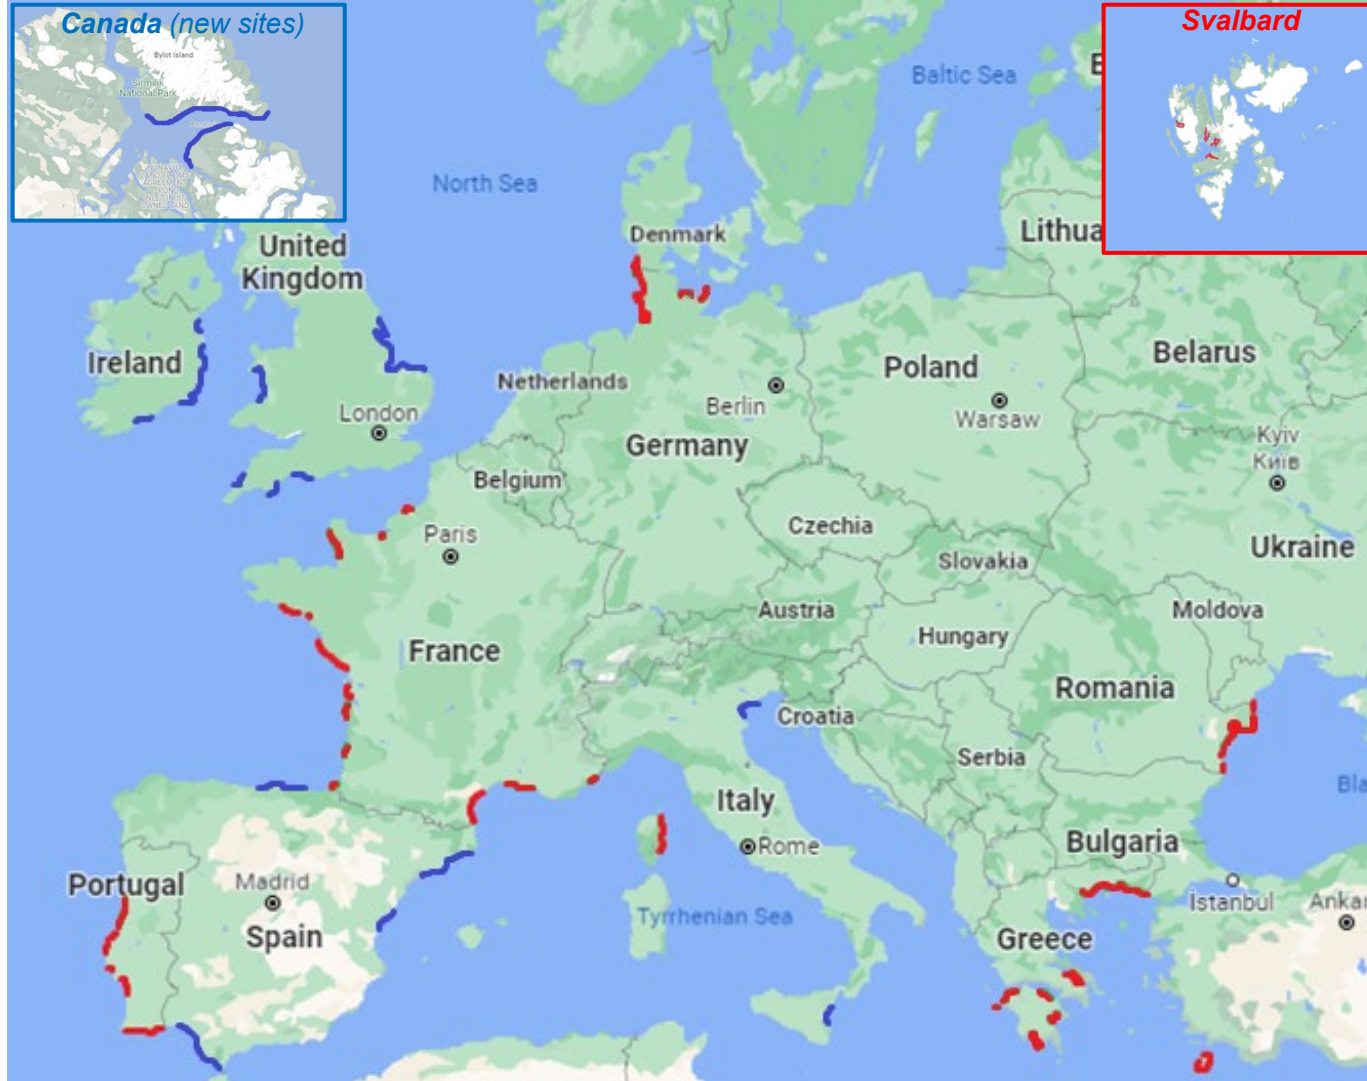 Canada (new sites)
Bylot Island
Sirmilik
National Park
Svalbard
Baltic Sea
North Sea
Denmark
Lithua
United
Kingdom
Ireland
Netherlands
London
Berlin
Poland
Warsaw
Belarus
Germany
Kyiv
Київ
Belgium
Paris
Czechia
Slovakia
Ukraine
Austria
Moldova
France
Hungary
Romania
Croatia
Serbia
Bla
Italy
Rome
Bulgaria
Portugal
Madrid
Spain
Tyrrhenian Sea
Greece
İstanbul
Ankar